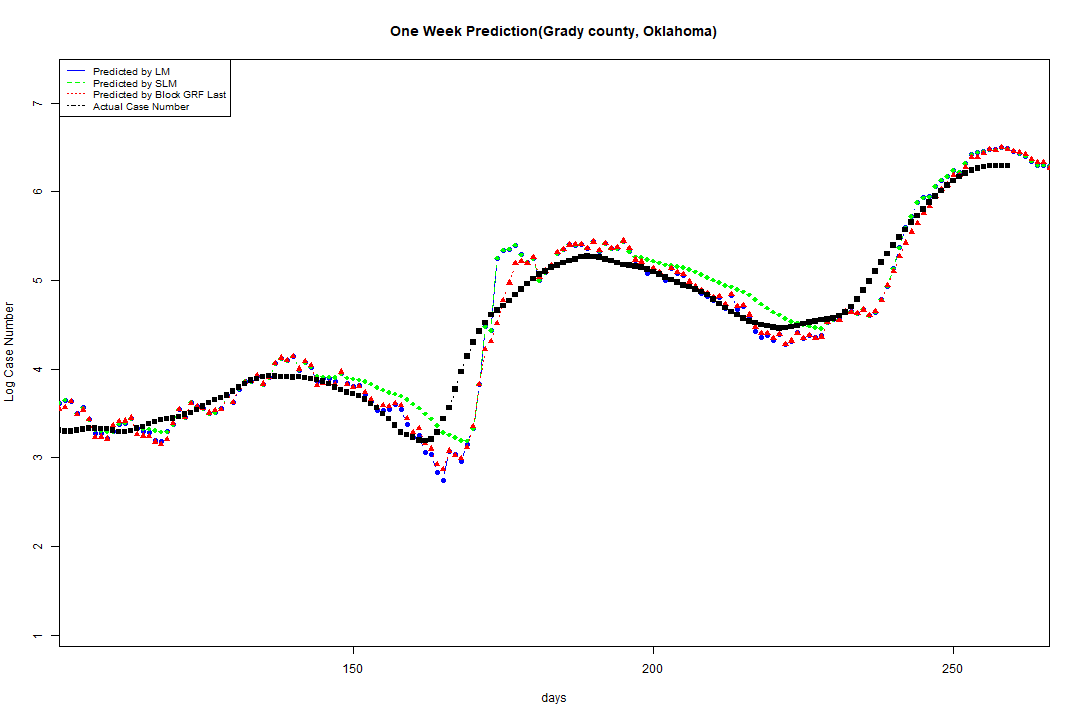 One Week Prediction(Grady county, Oklahoma)
Predicted by LM
Predicted by SLM
Predicted by Block GRF Last
Actual Case Number
7
6
5
4
3
2
1
Log Case Number
150 200 250
days